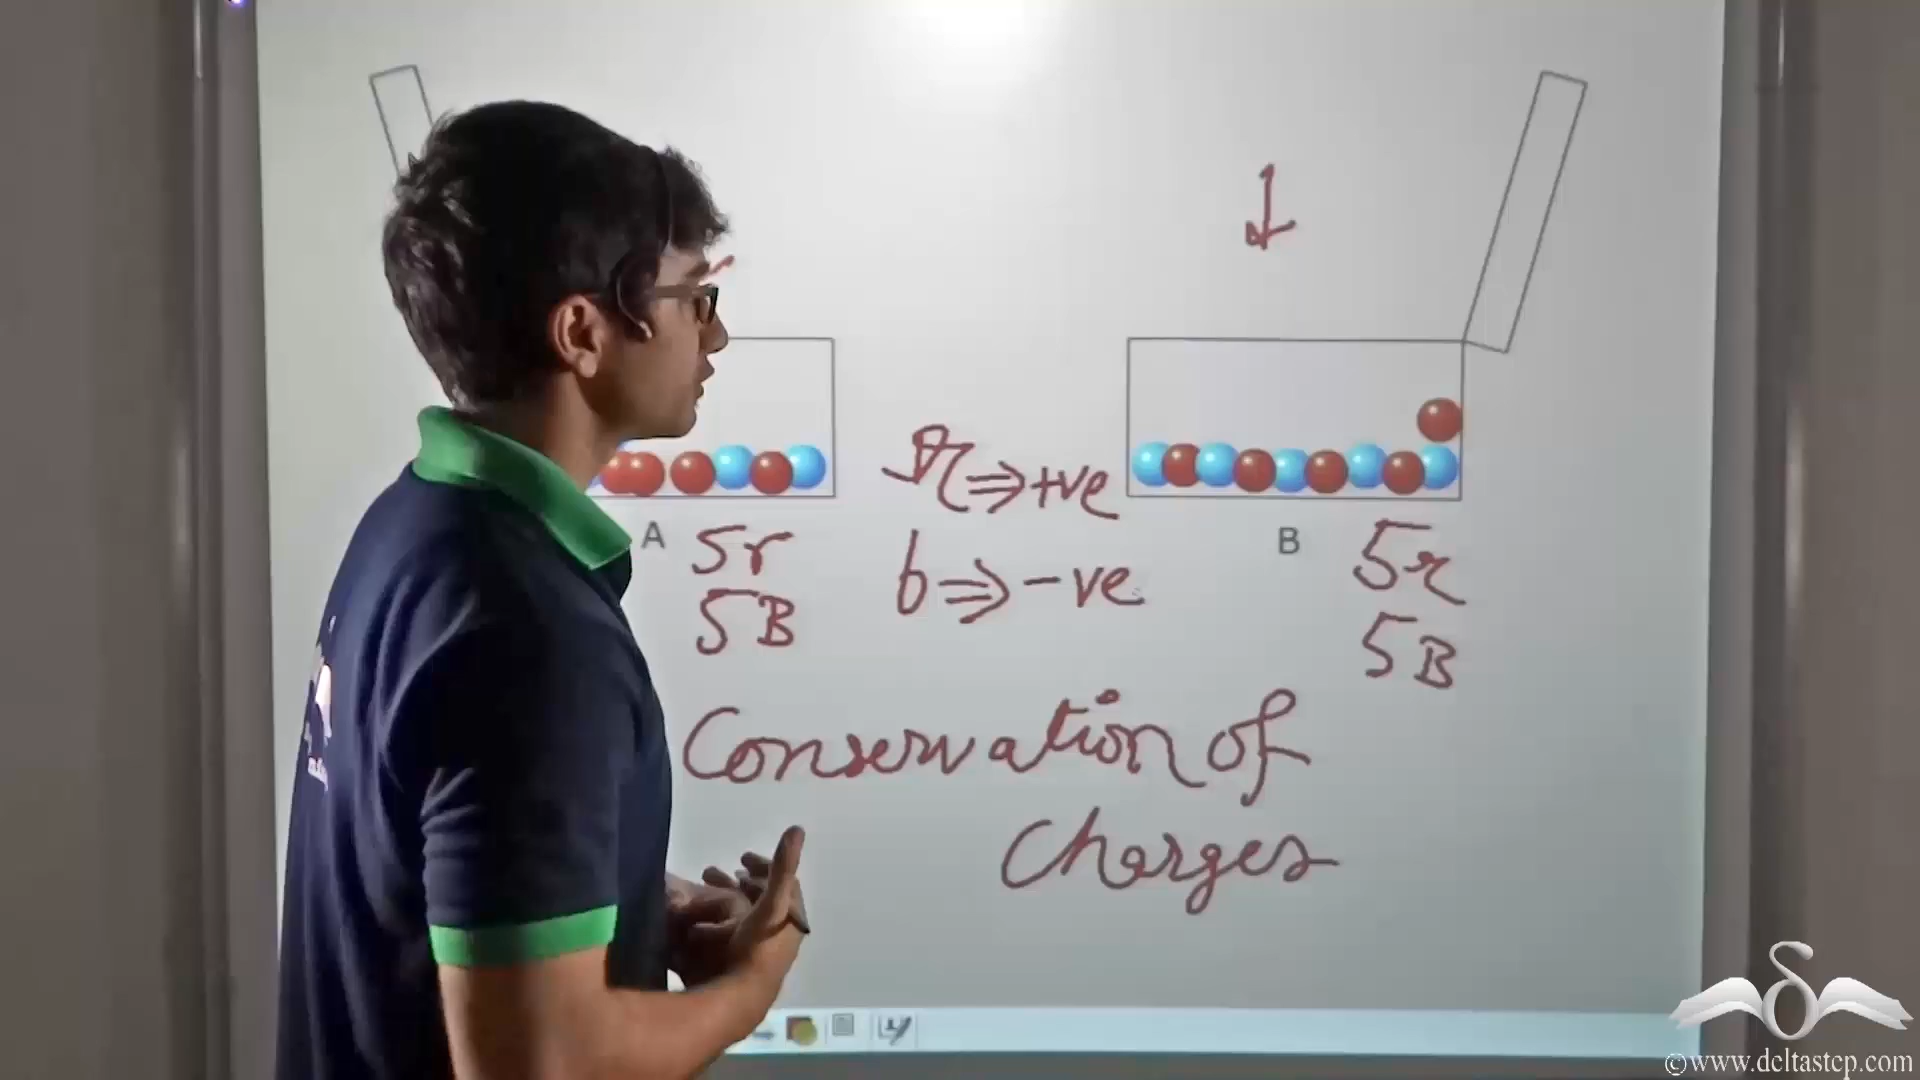 r⇒+ve
b⇒-ve
A
5r
5B
B
5r
5B
Conservation of
Charges
©www.deltastep.com